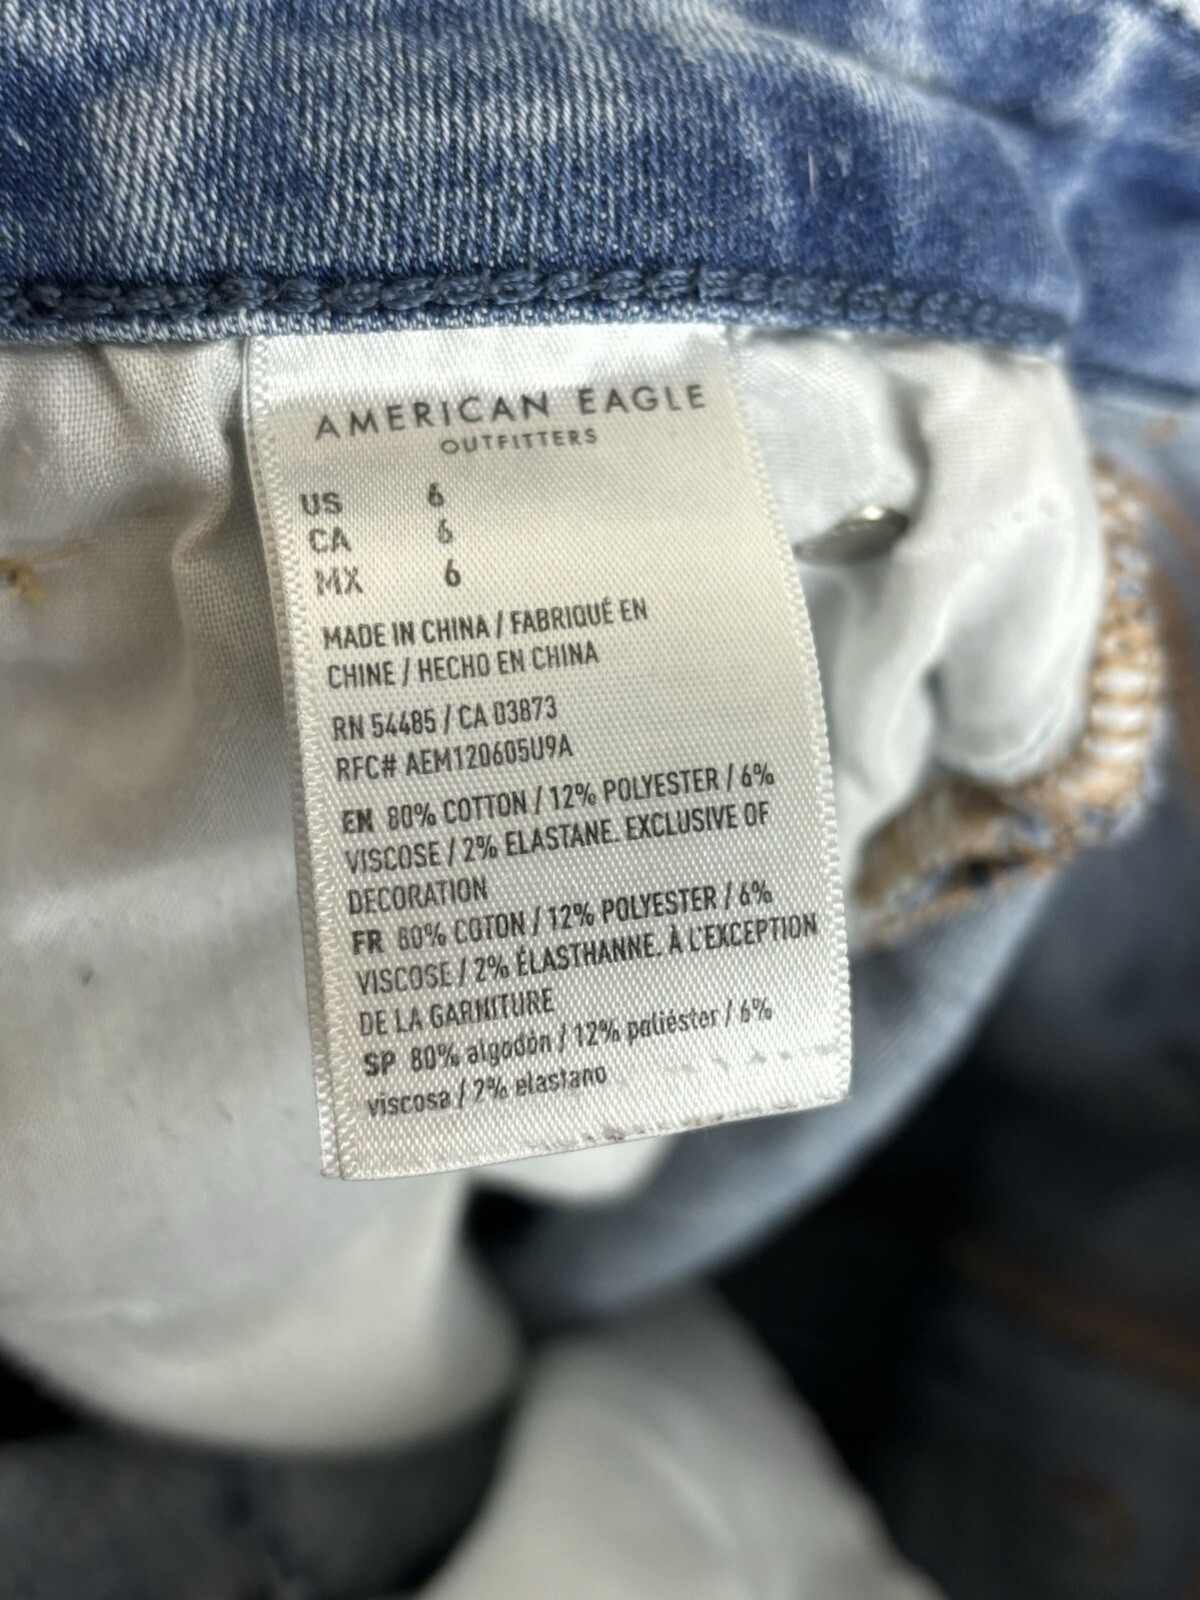 AMERICAN EAGLE
OUTFITTERS
US 6
CA 6
MX 6
MADE IN CHINA / FABRIQUÉ EN
CHINE / HECHO EN CHINA
RN 54485 / CA 03873
RFC# AEM120605U9A
EN 80% COTTON / 12% POLYESTER / 6%
VISCOSE / 2% ELASTANE. EXCLUSIVE OF
DECORATION
FR 80% COTON / 12% POLYESTER / 6%
VISCOSE / 2% ÉLASTHANNE. À L'EXCEPTION
DE LA GARNITURE
SP 80% algodón / 12% poliéster / 6%
viscosa / 2% elastano